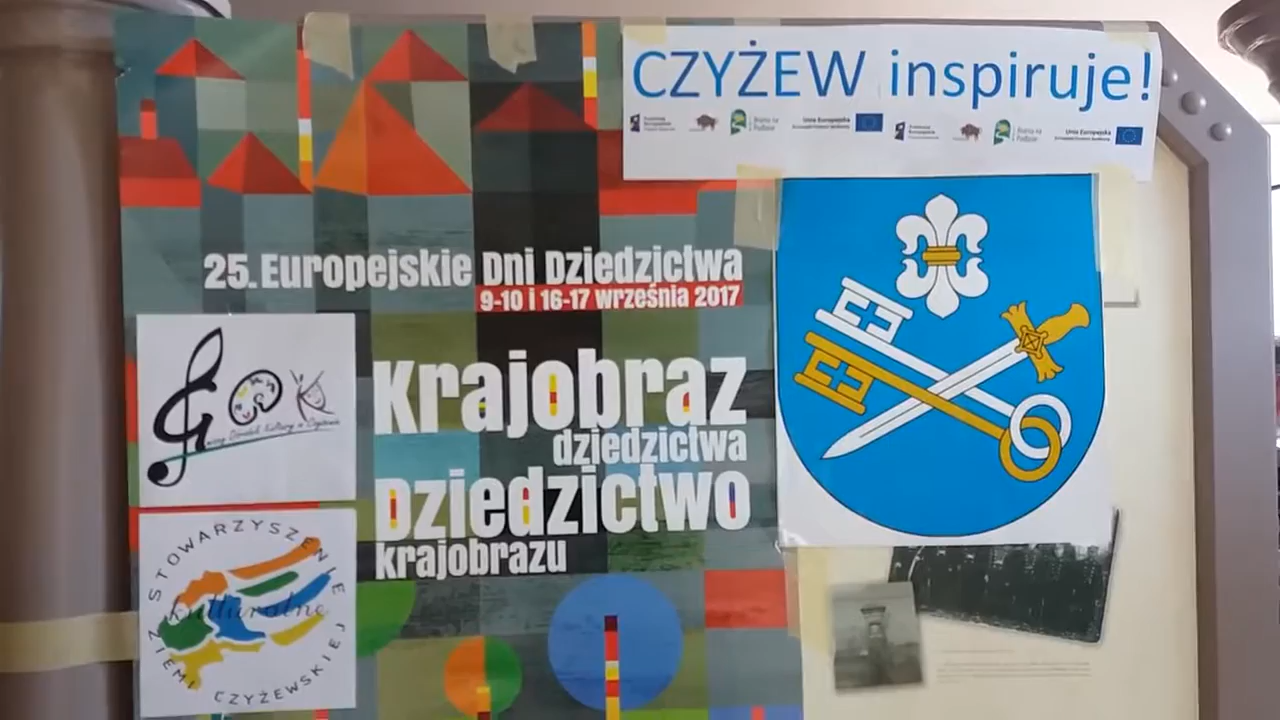 CZYŻEW inspiruje!
Unia Europejska
Unia Europejska
25. Europejskie Dni Dziedzictwa
9-10 i 16-17 września 2017
Krajobraz
dziedzictwa
Dziedzictwo
krajobrazu
GOK
STOWARZYSZENIE
kulturalne
ZIEMI CZYŻEWSKIEJ